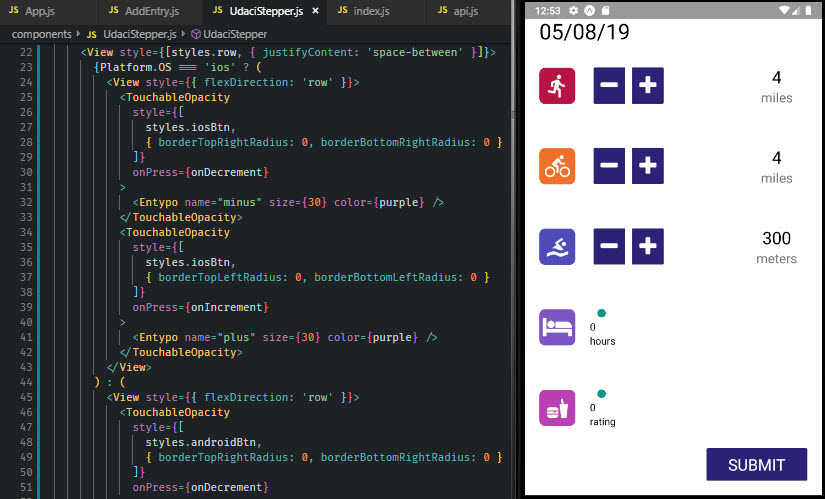 App.js
AddEntry.js
UdaciStepper.js
index.js
api.js
components › UdaciStepper.js › UdaciStepper
22 <View style={[styles.row, { justifyContent: 'space-between' }]}>
23 {Platform.OS === 'ios' ? (
24 <View style={{ flexDirection: 'row' }}>
25 <TouchableOpacity
26 style={[
27 styles.iosBtn,
28 { borderTopRightRadius: 0, borderBottomRightRadius: 0 }
29 ]}
30 onPress={onDecrement}
31 >
32 <Entypo name="minus" size={30} color={purple} />
33 </TouchableOpacity>
34 <TouchableOpacity
35 style={[
36 styles.iosBtn,
37 { borderTopLeftRadius: 0, borderBottomLeftRadius: 0 }
38 ]}
39 onPress={onIncrement}
40 >
41 <Entypo name="plus" size={30} color={purple} />
42 </TouchableOpacity>
43 </View>
44 ) : (
45 <View style={{ flexDirection: 'row' }}>
46 <TouchableOpacity
47 style={[
48 styles.androidBtn,
49 { borderTopRightRadius: 0, borderBottomRightRadius: 0 }
50 ]}
51 onPress={onDecrement}
12:53
05/08/19
4
miles
4
miles
300
meters
0
hours
0
rating
SUBMIT